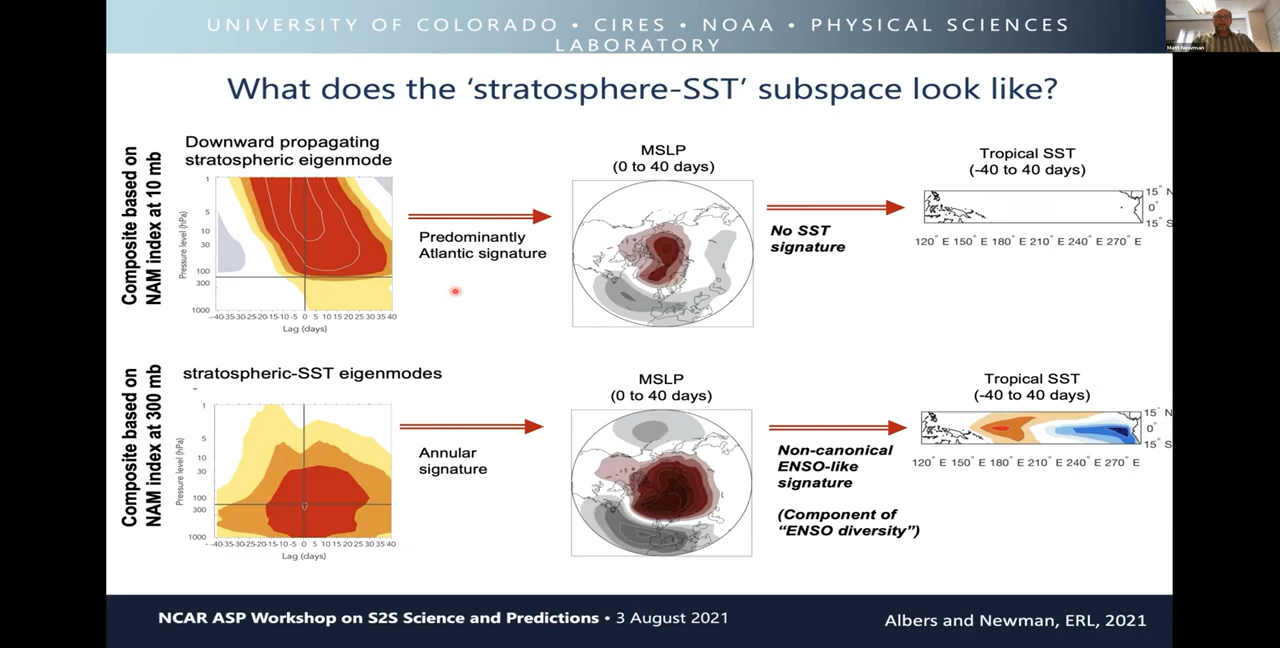 UNIVERSITY OF COLORADO • CIRES • NOAA • PHYSICAL SCIENCES
LABORATORY
Matt Newman
What does the ‘stratosphere-SST’ subspace look like?
Composite based on
NAM index at 10 mb
Downward propagating
stratospheric eigenmode
Pressure level (hPa)
1
5
10
30
100
300
1000
-40-35-30-25-20-15-10-5 0 5 10 15 20 25 30 35 40
Lag (days)
Predominantly
Atlantic signature
MSLP
(0 to 40 days)
No SST
signature
Tropical SST
(-40 to 40 days)
15° N
0°
15° S
120° E 150° E 180° E 210° E 240° E 270° E
Composite based on
NAM index at 300 mb
stratospheric-SST eigenmodes
Pressure level (hPa)
1
5
10
30
100
300
1000
-40-35-30-25-20-15-10-5 0 5 10 15 20 25 30 35 40
Lag (days)
Annular
signature
MSLP
(0 to 40 days)
Non-canonical
ENSO-like
signature
(Component of
“ENSO diversity”)
Tropical SST
(-40 to 40 days)
15° N
0°
15° S
120° E 150° E 180° E 210° E 240° E 270° E
NCAR ASP Workshop on S2S Science and Predictions • 3 August 2021
Albers and Newman, ERL, 2021